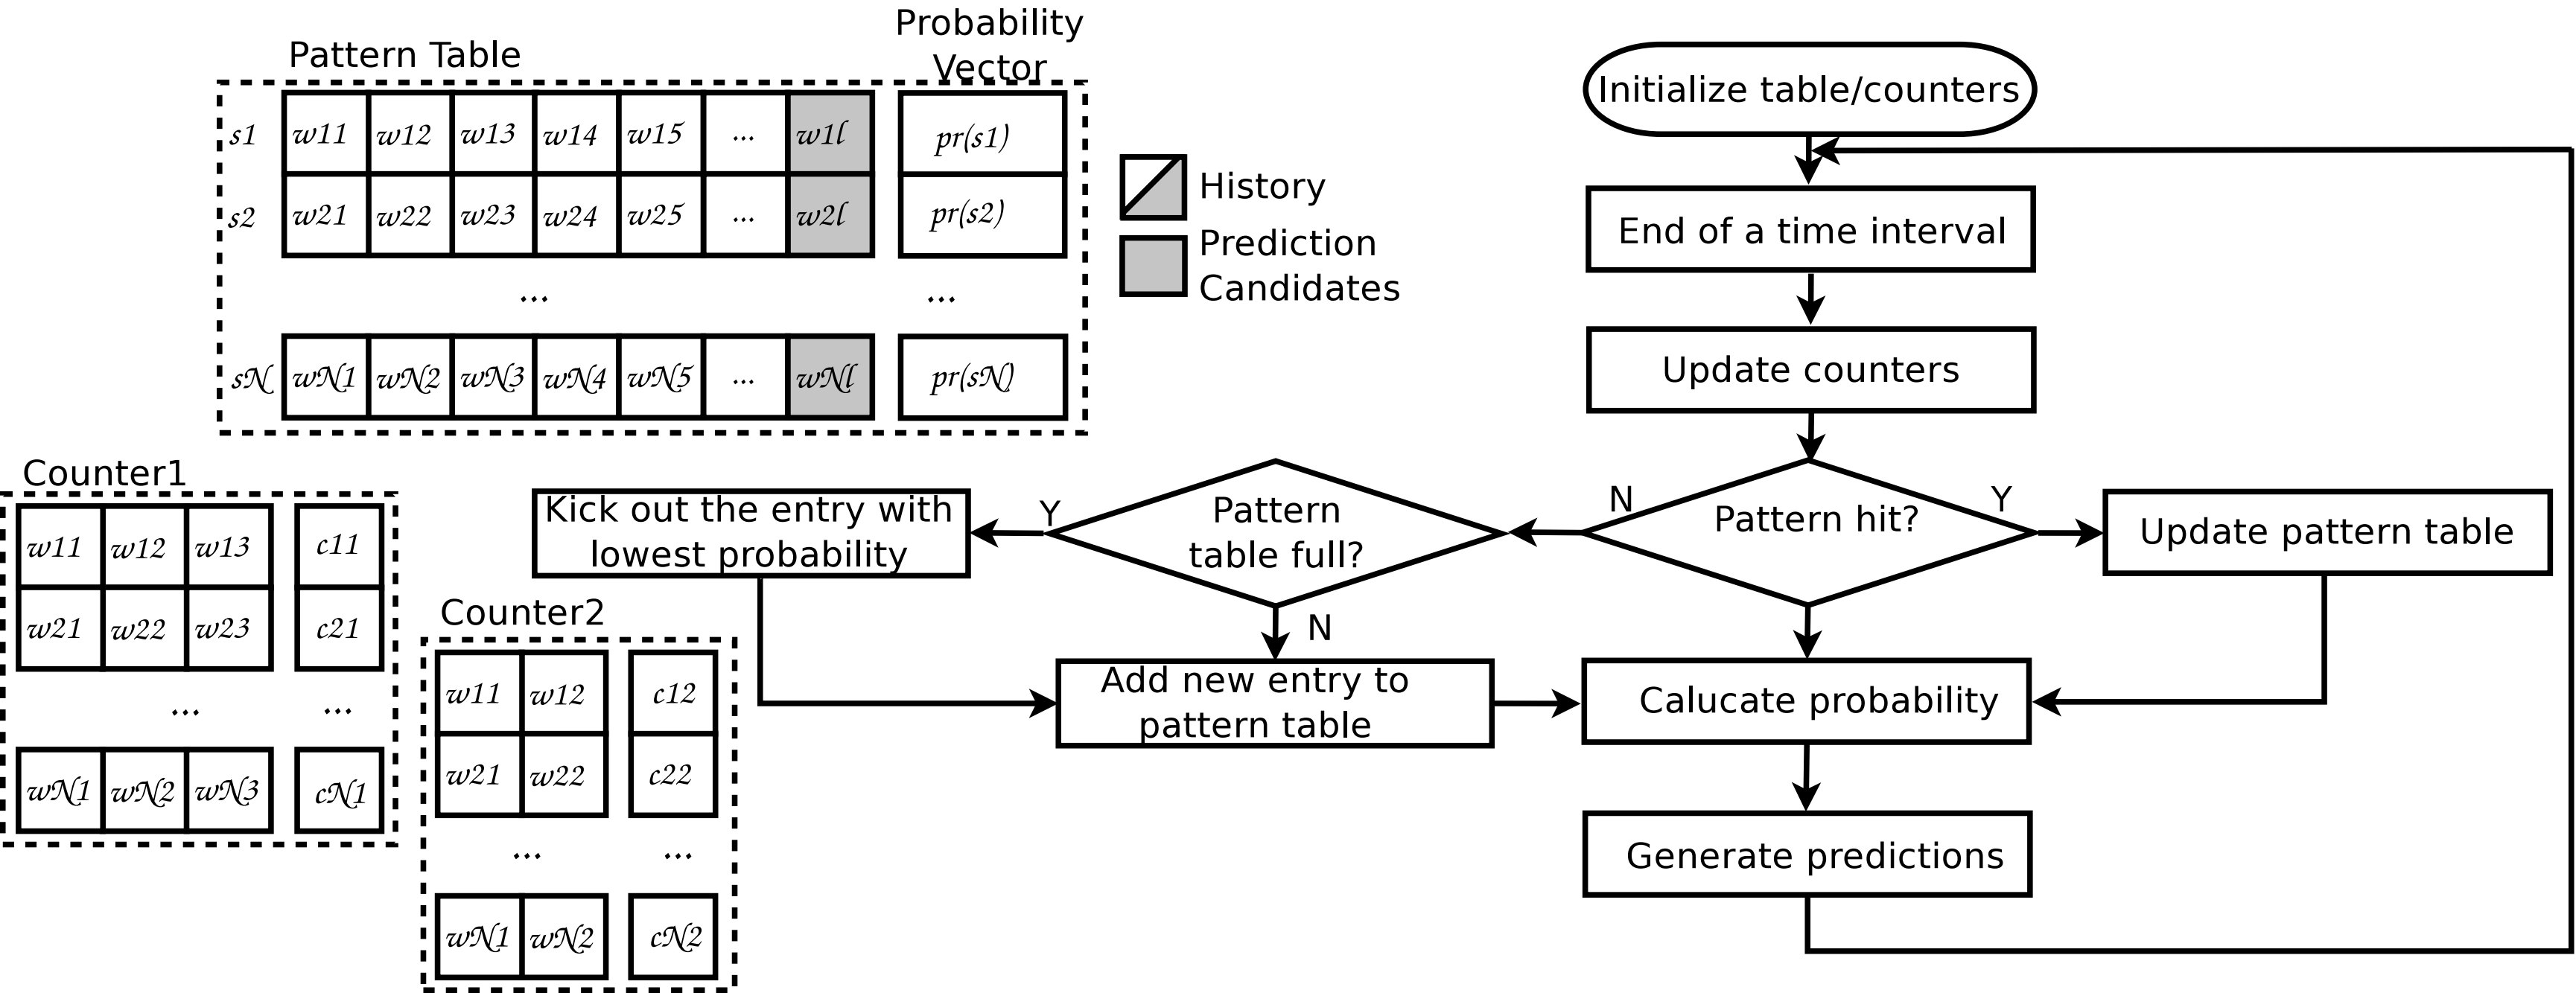 Pattern Table
Probability
Vector
s1 w11 w12 w13 w14 w15 ... w1l pr(s1)
s2 w21 w22 w23 w24 w25 ... w2l pr(s2)
... ...
sN wN1 wN2 wN3 wN4 wN5 ... wNl pr(sN)
History
Prediction
Candidates
Counter1
w11 w12 w13 c11
w21 w22 w23 c21
... ...
wN1 wN2 wN3 cN1
Counter2
w11 w12 c12
w21 w22 c22
... ...
wN1 wN2 cN2
Initialize table/counters
End of a time interval
Update counters
Pattern hit?
N
Y
Update pattern table
Pattern
table full?
Y
N
Kick out the entry with
lowest probability
Add new entry to
pattern table
Calucate probability
Generate predictions